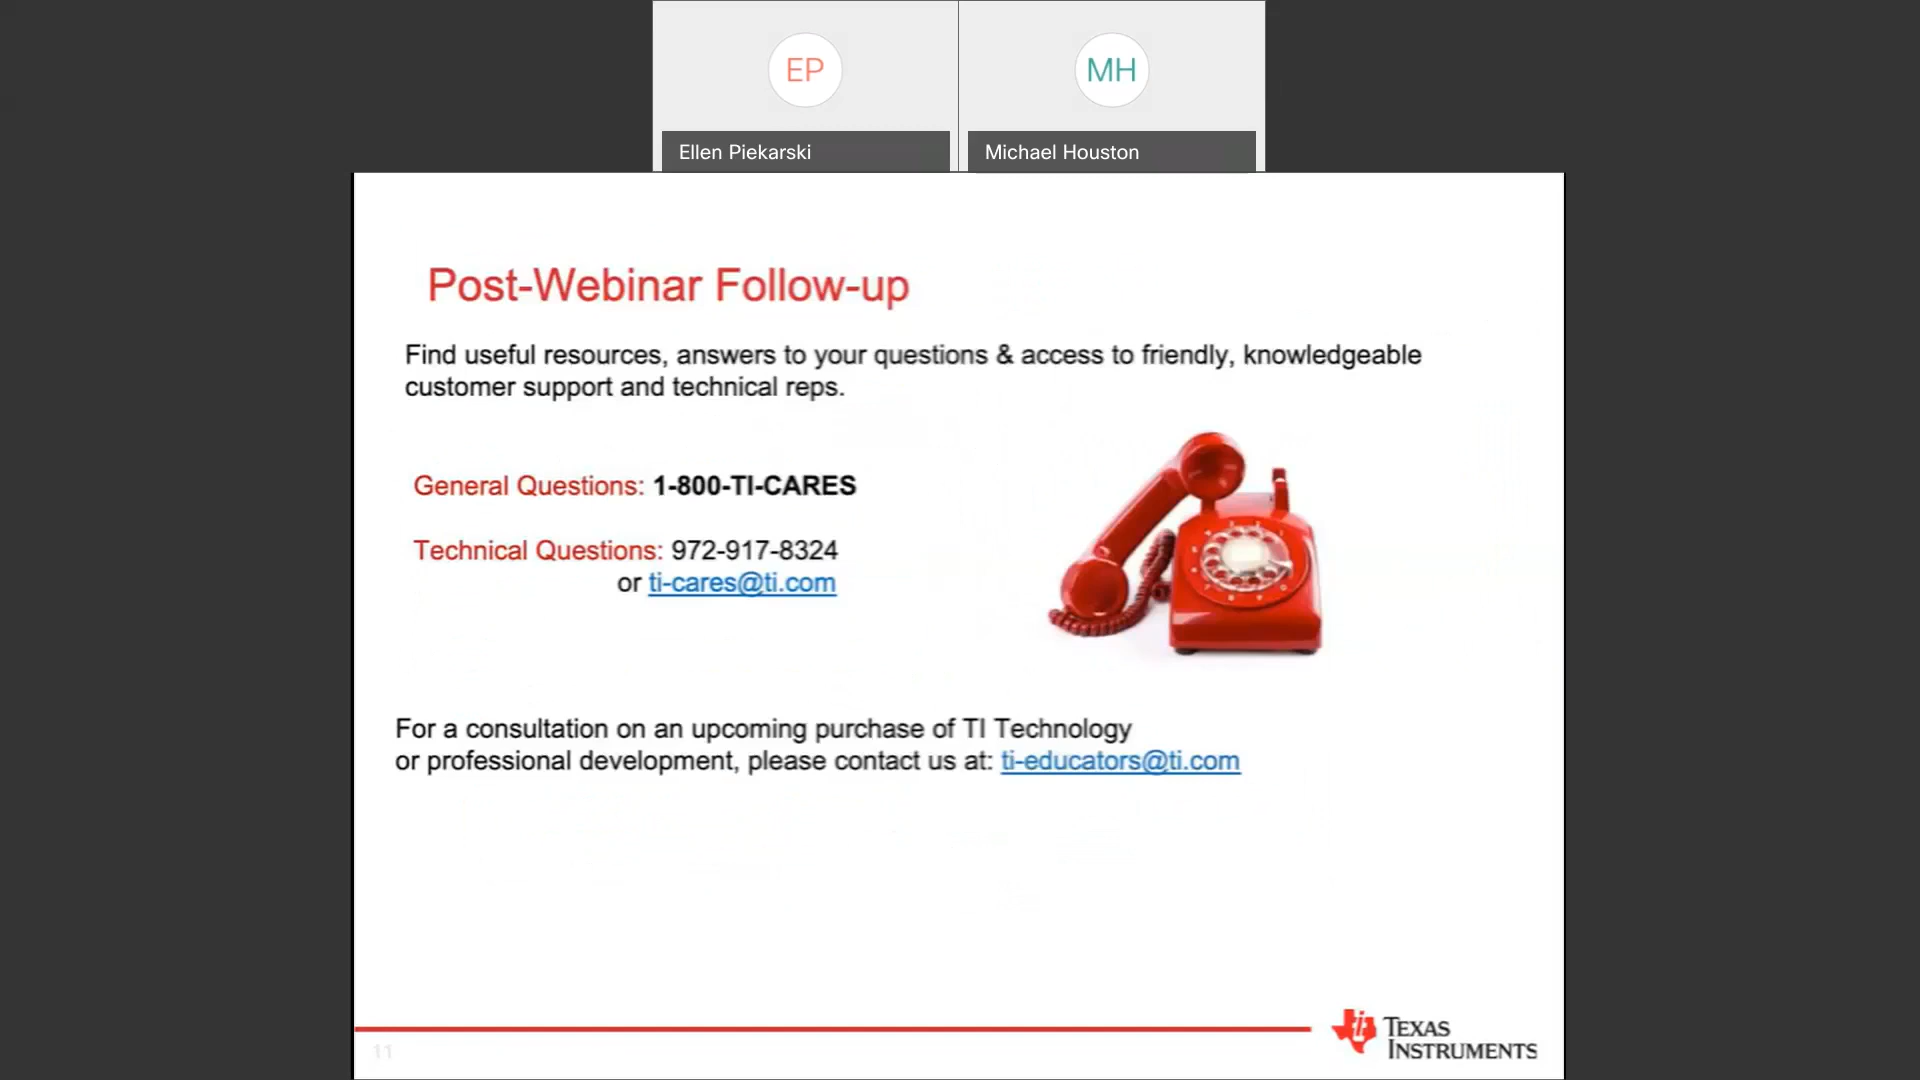 EP
MH
Ellen Piekarski
Michael Houston
Post-Webinar Follow-up
Find useful resources, answers to your questions & access to friendly, knowledgeable
customer support and technical reps.
General Questions: 1-800-TI-CARES
Technical Questions: 972-917-8324
or ti-cares@ti.com
For a consultation on an upcoming purchase of TI Technology
or professional development, please contact us at: ti-educators@ti.com
11
TEXAS
INSTRUMENTS